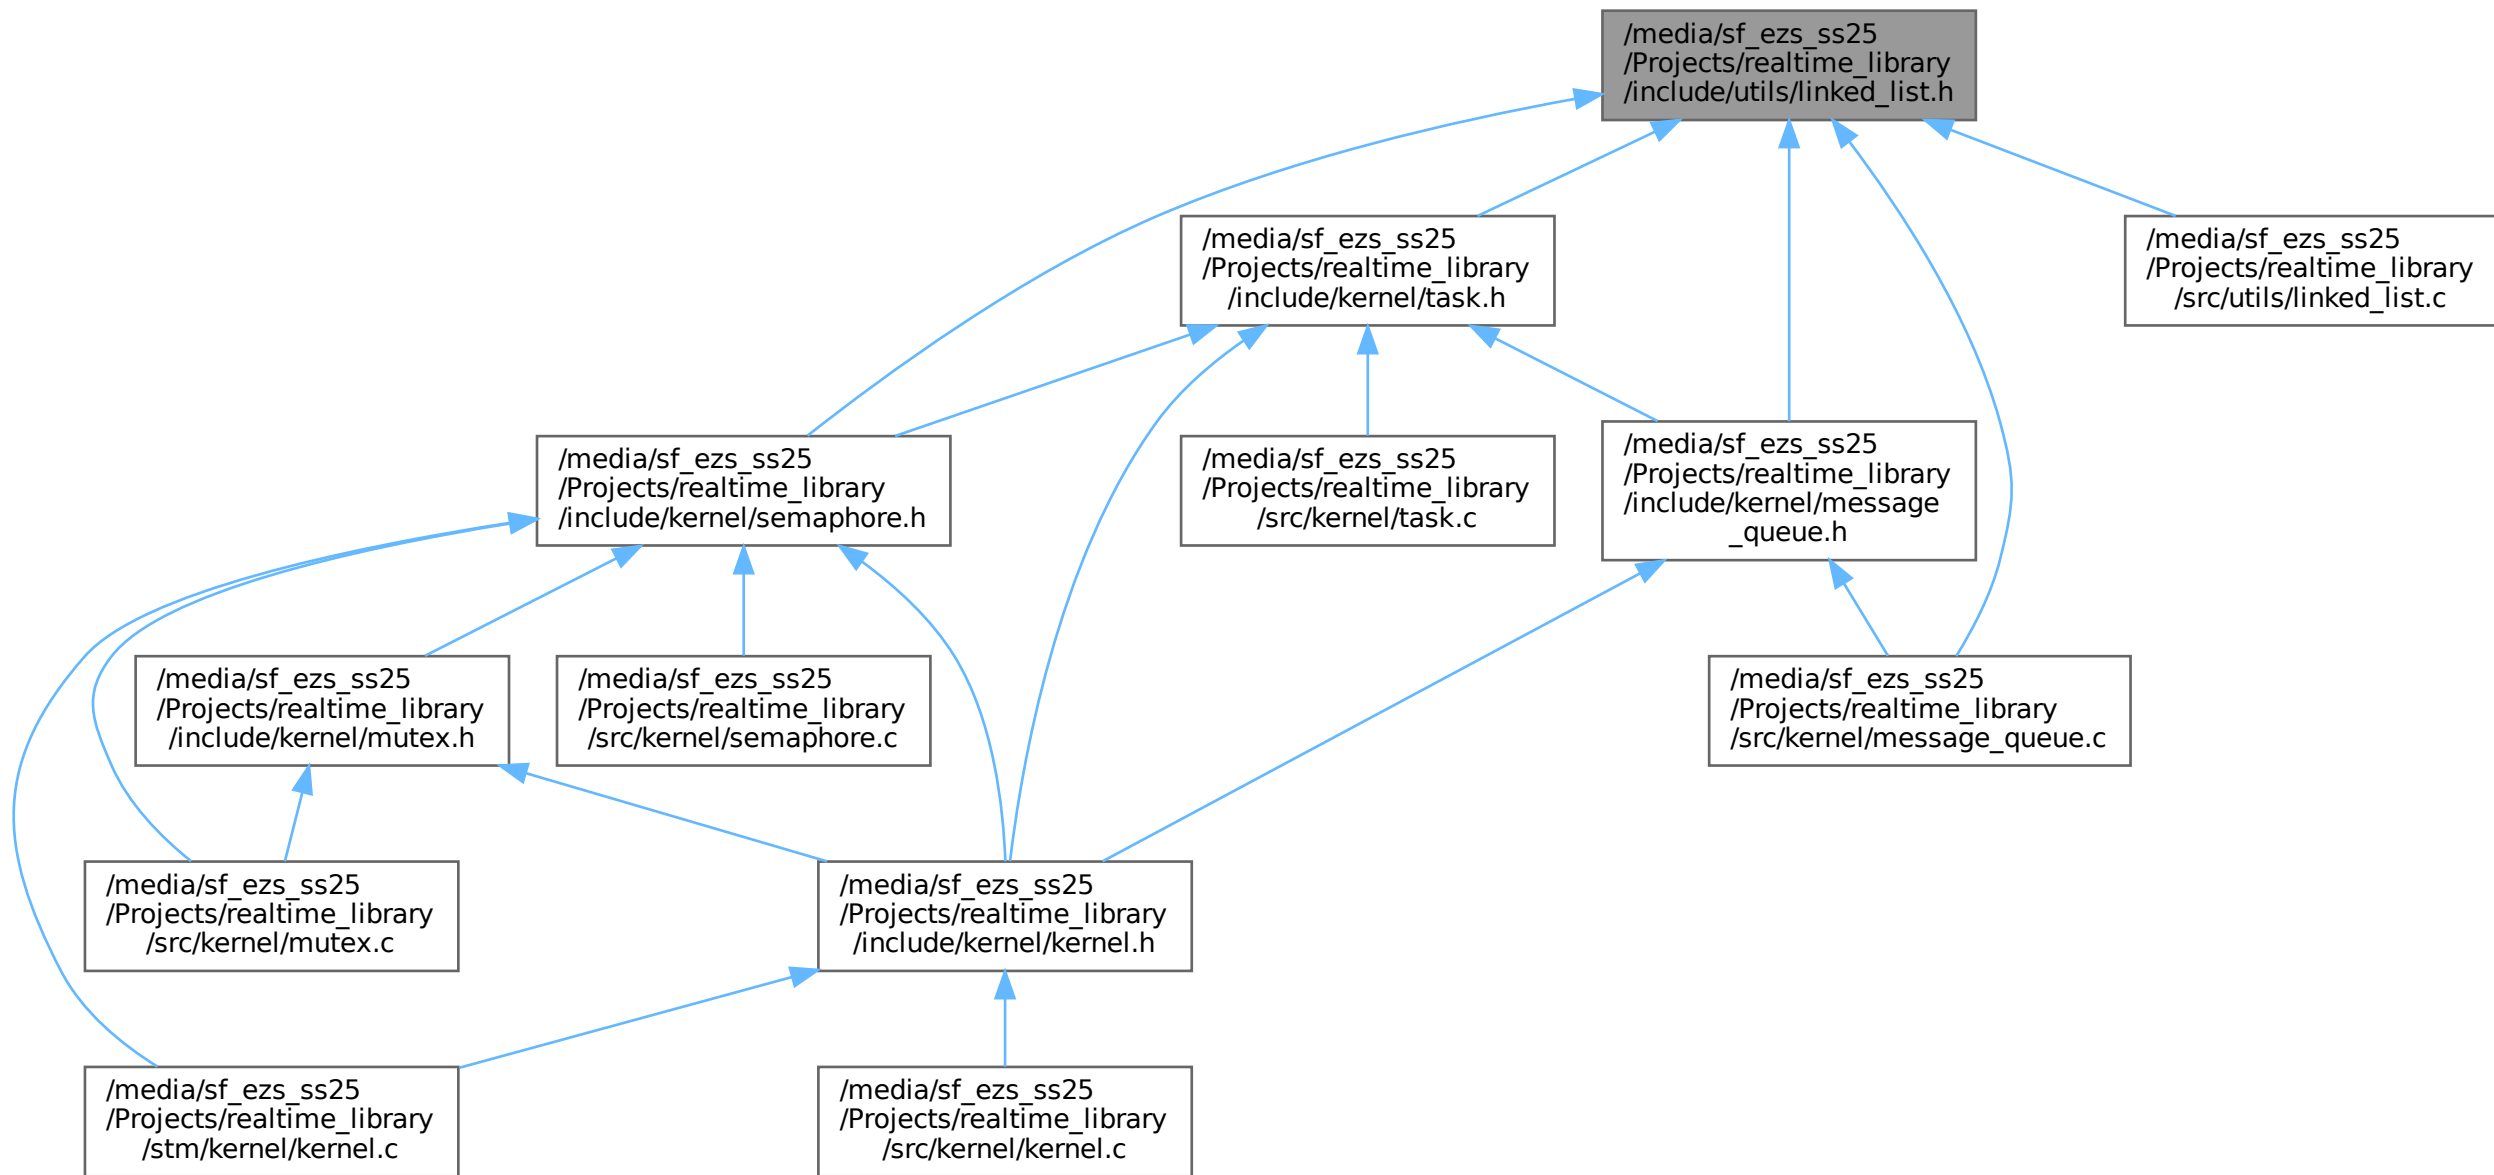 /media/sf_ezs_ss25
/Projects/realtime_library
/include/utils/linked_list.h
/media/sf_ezs_ss25
/Projects/realtime_library
/include/kernel/task.h
/media/sf_ezs_ss25
/Projects/realtime_library
/src/utils/linked_list.c
/media/sf_ezs_ss25
/Projects/realtime_library
/include/kernel/semaphore.h
/media/sf_ezs_ss25
/Projects/realtime_library
/src/kernel/task.c
/media/sf_ezs_ss25
/Projects/realtime_library
/include/kernel/message
_queue.h
/media/sf_ezs_ss25
/Projects/realtime_library
/include/kernel/mutex.h
/media/sf_ezs_ss25
/Projects/realtime_library
/src/kernel/semaphore.c
/media/sf_ezs_ss25
/Projects/realtime_library
/src/kernel/message_queue.c
/media/sf_ezs_ss25
/Projects/realtime_library
/src/kernel/mutex.c
/media/sf_ezs_ss25
/Projects/realtime_library
/include/kernel/kernel.h
/media/sf_ezs_ss25
/Projects/realtime_library
/stm/kernel/kernel.c
/media/sf_ezs_ss25
/Projects/realtime_library
/src/kernel/kernel.c